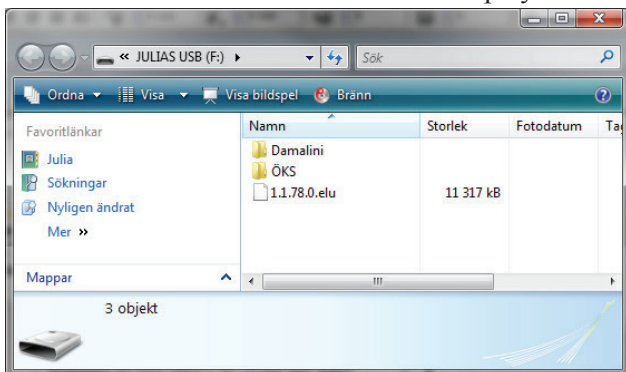 « JULIAS USB (F:)
Sök
Ordna Visa Visa bildspel Bränn
Favoritlänkar
Julia
Sökningar
Nyligen ändrat
Mer »
Mappar
Namn Storlek Fotodatum
Damalini
ÖKS
1.1.78.0.elu 11 317 kB
3 objekt